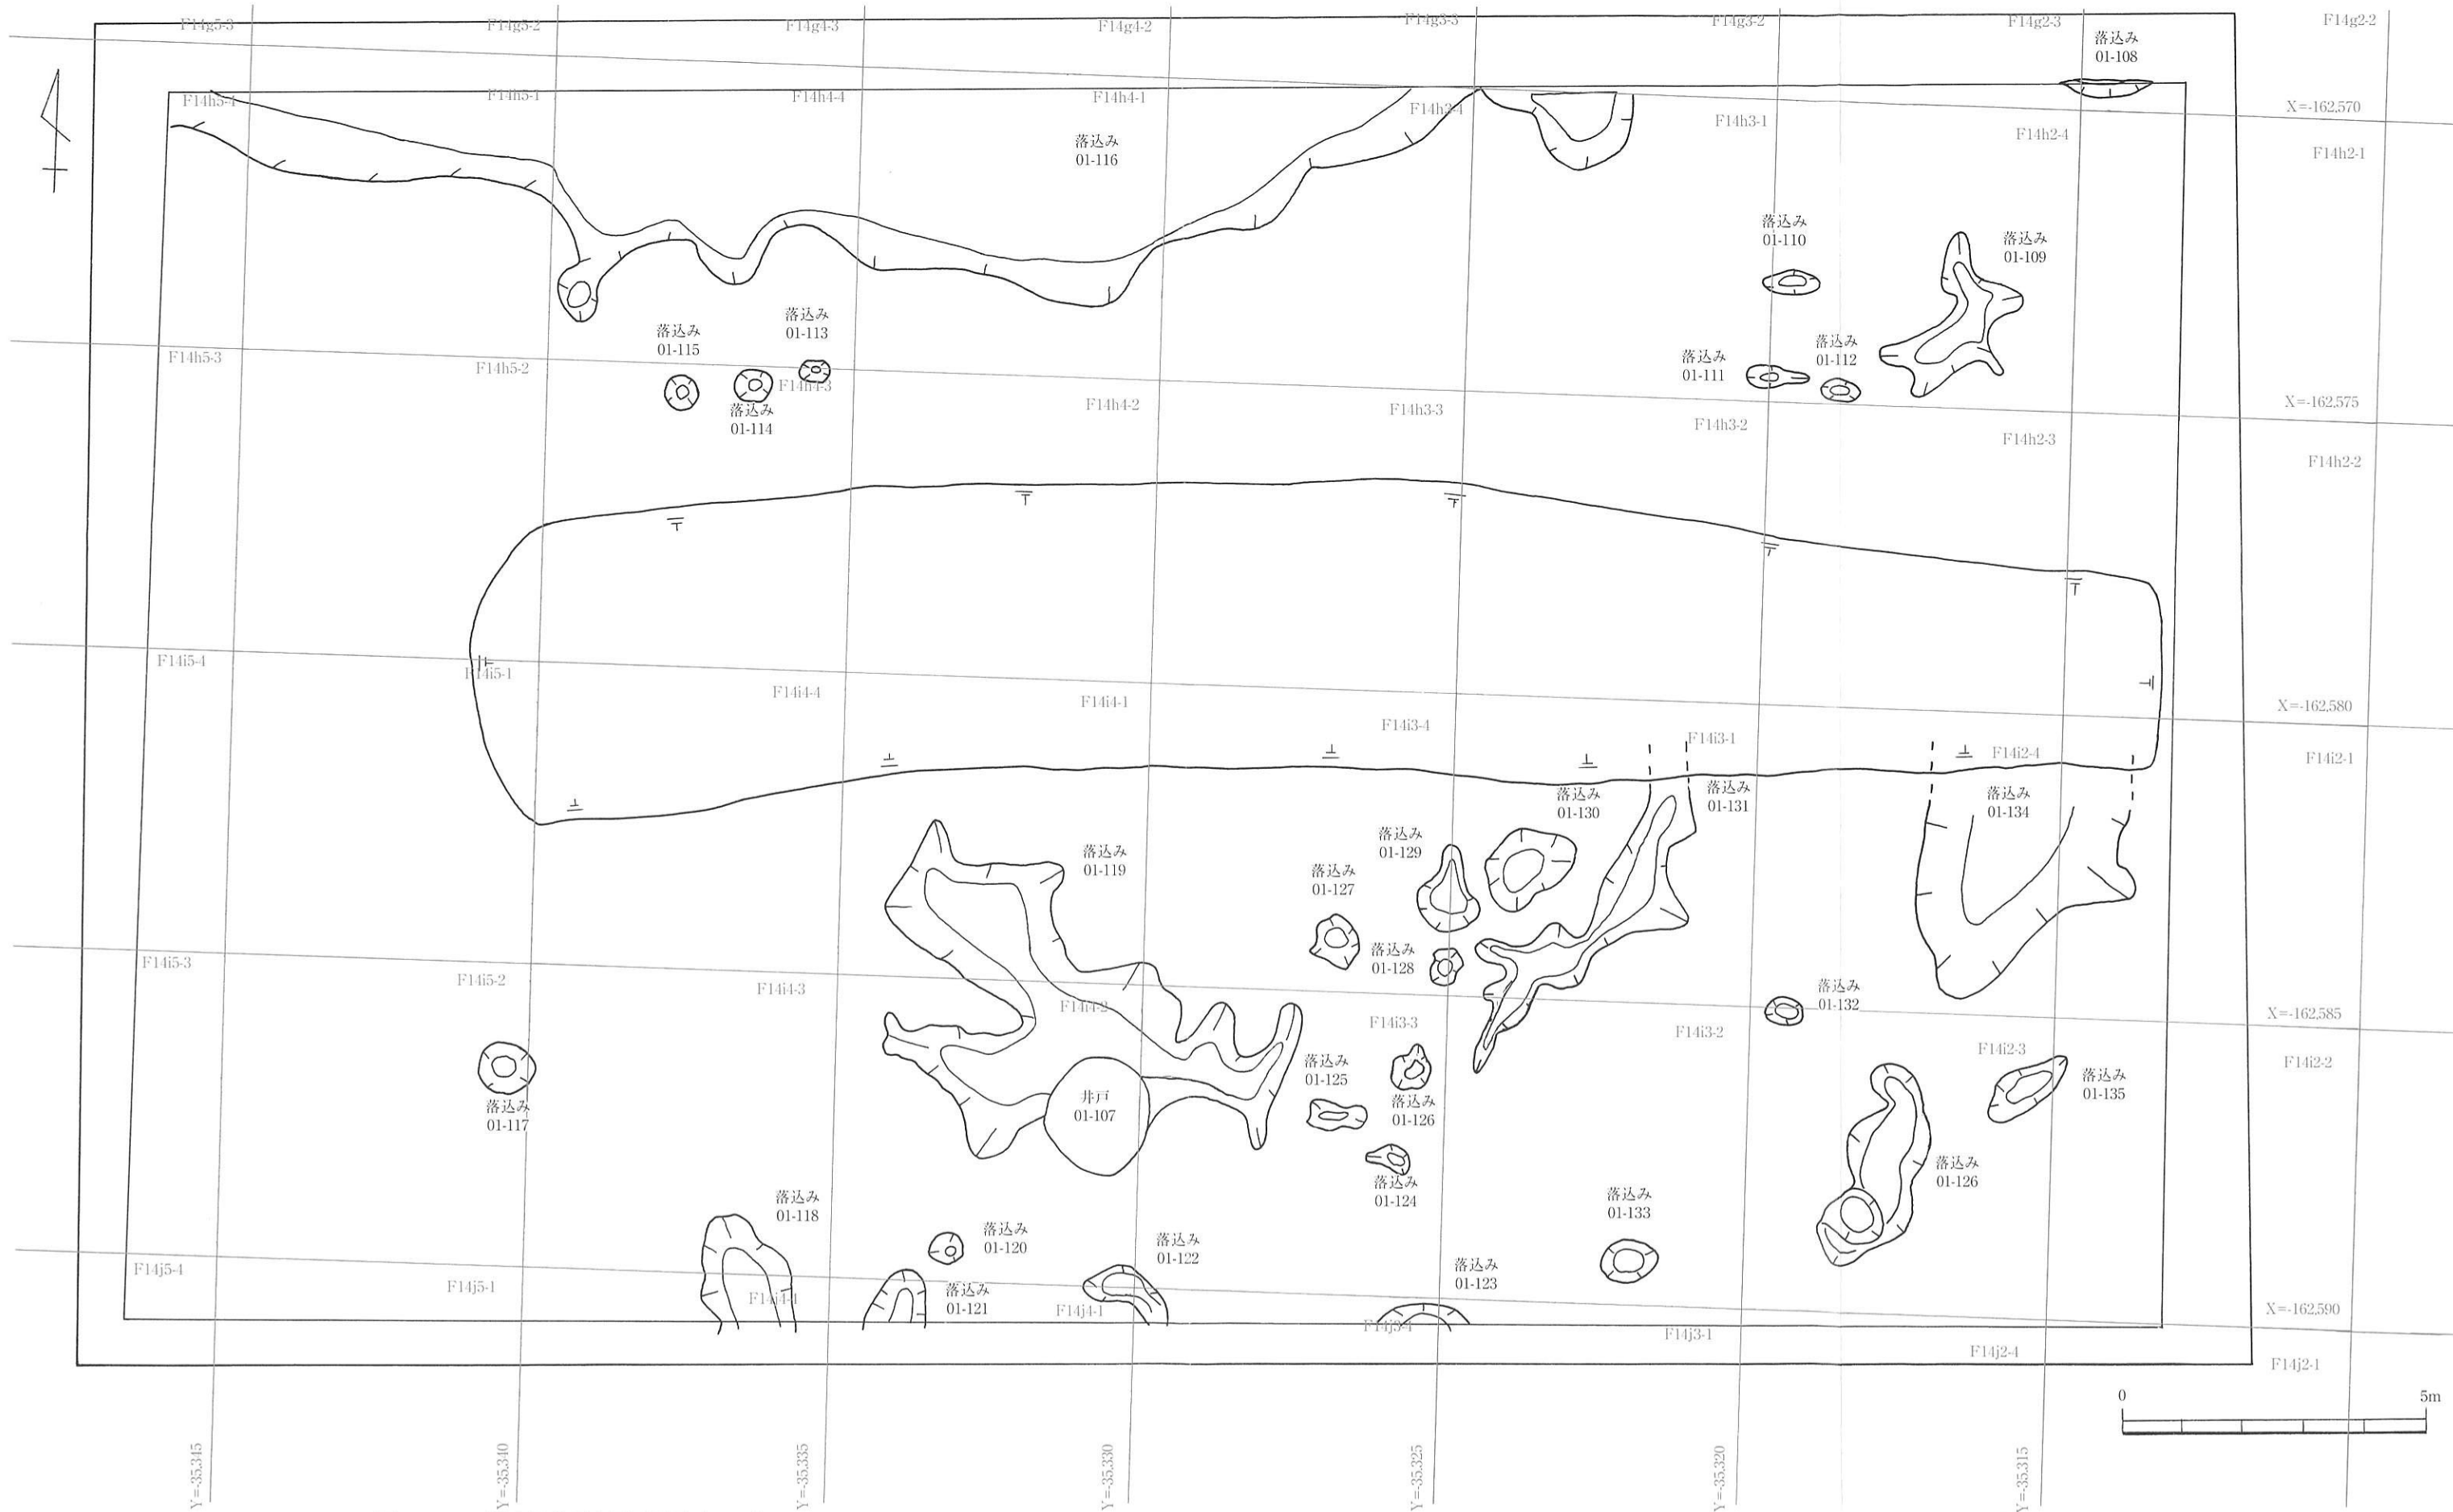 F14g5-3
F14g5-2
F14g4-3
F14g4-2
F14g3-3
F14g3-2
F14g2-3
F14g2-2
落込み
01-108
F14h5-4
F14h5-1
F14h4-4
F14h4-1
F14h3-4
F14h3-1
F14h2-4
X=-162,570
F14h2-1
落込み
01-116
落込み
01-110
落込み
01-109
落込み
01-115
落込み
01-113
落込み
01-111
落込み
01-112
F14h5-3
F14h5-2
F14h4-3
F14h4-2
F14h3-3
F14h3-2
F14h2-3
X=-162,575
F14h2-2
落込み
01-114
F14i5-4
F14i5-1
F14i4-4
F14i4-1
F14i3-4
F14i3-1
F14i2-4
X=-162,580
F14i2-1
落込み
01-130
落込み
01-131
落込み
01-134
落込み
01-129
落込み
01-119
落込み
01-127
落込み
01-128
F14i5-3
F14i5-2
F14i4-3
F14i4-2
F14i3-3
F14i3-2
落込み
01-132
X=-162,585
F14i2-3
F14i2-2
落込み
01-117
井戸
01-107
落込み
01-125
落込み
01-126
落込み
01-135
落込み
01-124
落込み
01-126
落込み
01-118
落込み
01-133
落込み
01-120
落込み
01-122
落込み
01-123
落込み
01-121
F14j5-4
F14j5-1
F14j4-4
F14j4-1
F14j3-4
F14j3-1
F14j2-4
X=-162,590
F14j2-1
0
5m
Y=-35,345
Y=-35,340
Y=-35,335
Y=-35,330
Y=-35,325
Y=-35,320
Y=-35,315